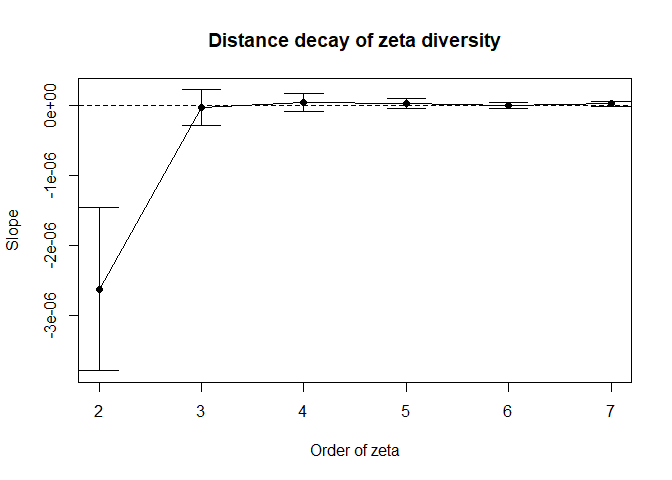 Distance decay of zeta diversity
0e+00
-1e-06
-2e-06
-3e-06
Slope
2 3 4 5 6 7
Order of zeta